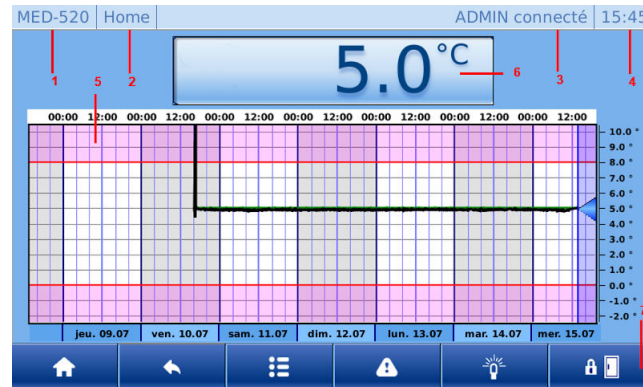 MED-520 Home ADMIN connecté 15:45
1 5 2 3 4
5.0°C 6
00:00 12:00 00:00 12:00 00:00 12:00 00:00 12:00 00:00 12:00 00:00 12:00 00:00 12:00
10.0 °
9.0 °
8.0 °
7.0 °
6.0 °
5.0 °
4.0 °
3.0 °
2.0 °
1.0 °
0.0 °
-1.0 °
-2.0 °
jeu. 09.07 ven. 10.07 sam. 11.07 dim. 12.07 lun. 13.07 mar. 14.07 mer. 15.07